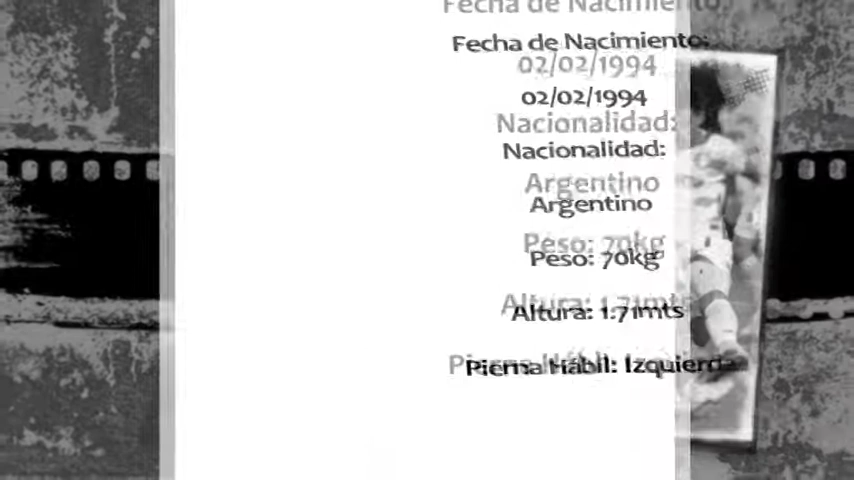 Fecha de Nacimiento:
02/02/1994
Nacionalidad:
Argentino
Peso: 70kg
Altura: 1.71mts
Pierna Hábil: Izquierda